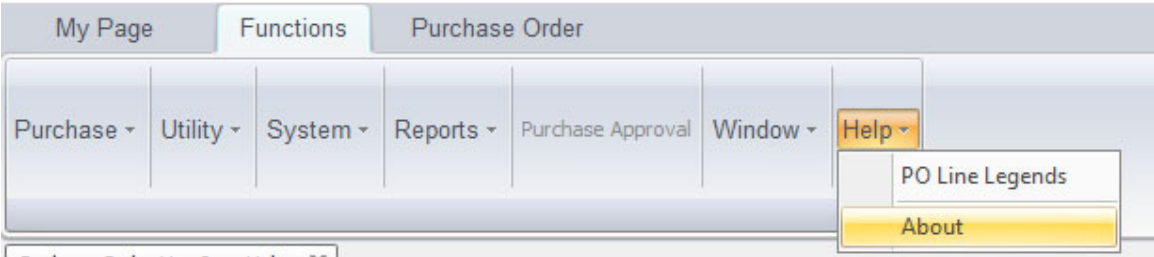 My Page Functions Purchase Order
Purchase Utility System Reports Purchase Approval Window Help
PO Line Legends
About